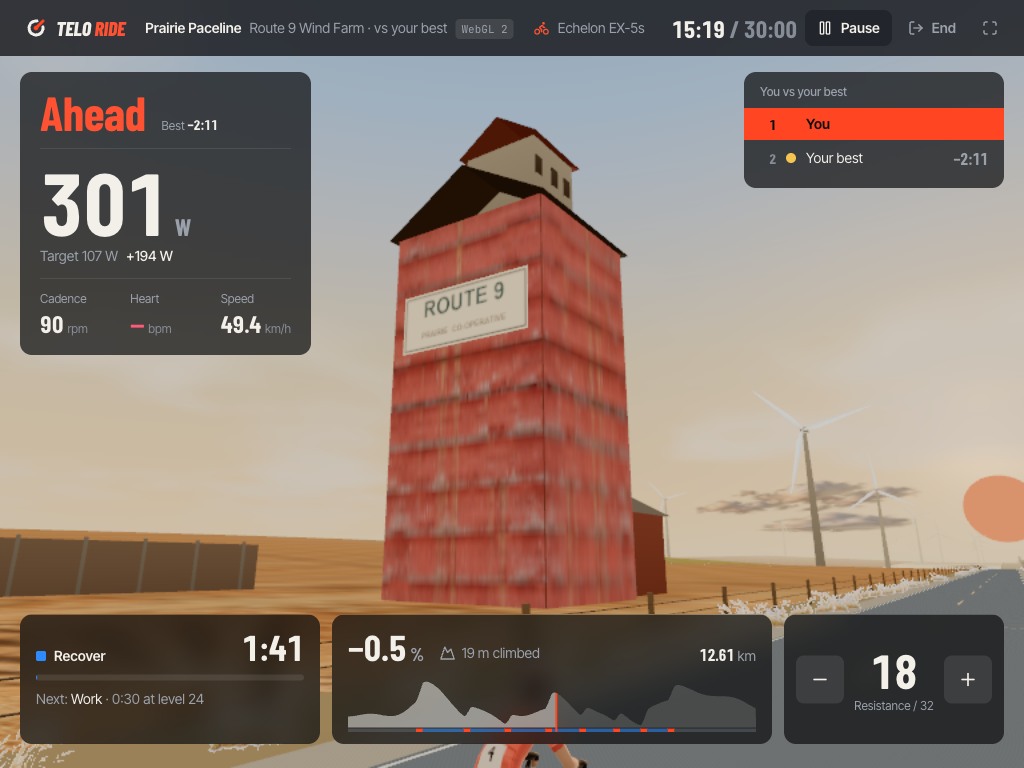 TELO RIDE
Prairie Paceline Route 9 Wind Farm · vs your best WebGL 2
Echelon EX-5s
15:19 / 30:00
Pause
End
Ahead Best −2:11
301 W
Target 107 W +194 W
Cadence Heart Speed
90 rpm — bpm 49.4 km/h
You vs your best
1 You
2 Your best −2:11
ROUTE 9
PRAIRIE CO-OPERATIVE
Recover 1:41
Next: Work · 0:30 at level 24
−0.5 % 19 m climbed 12.61 km
− 18 +
Resistance / 32